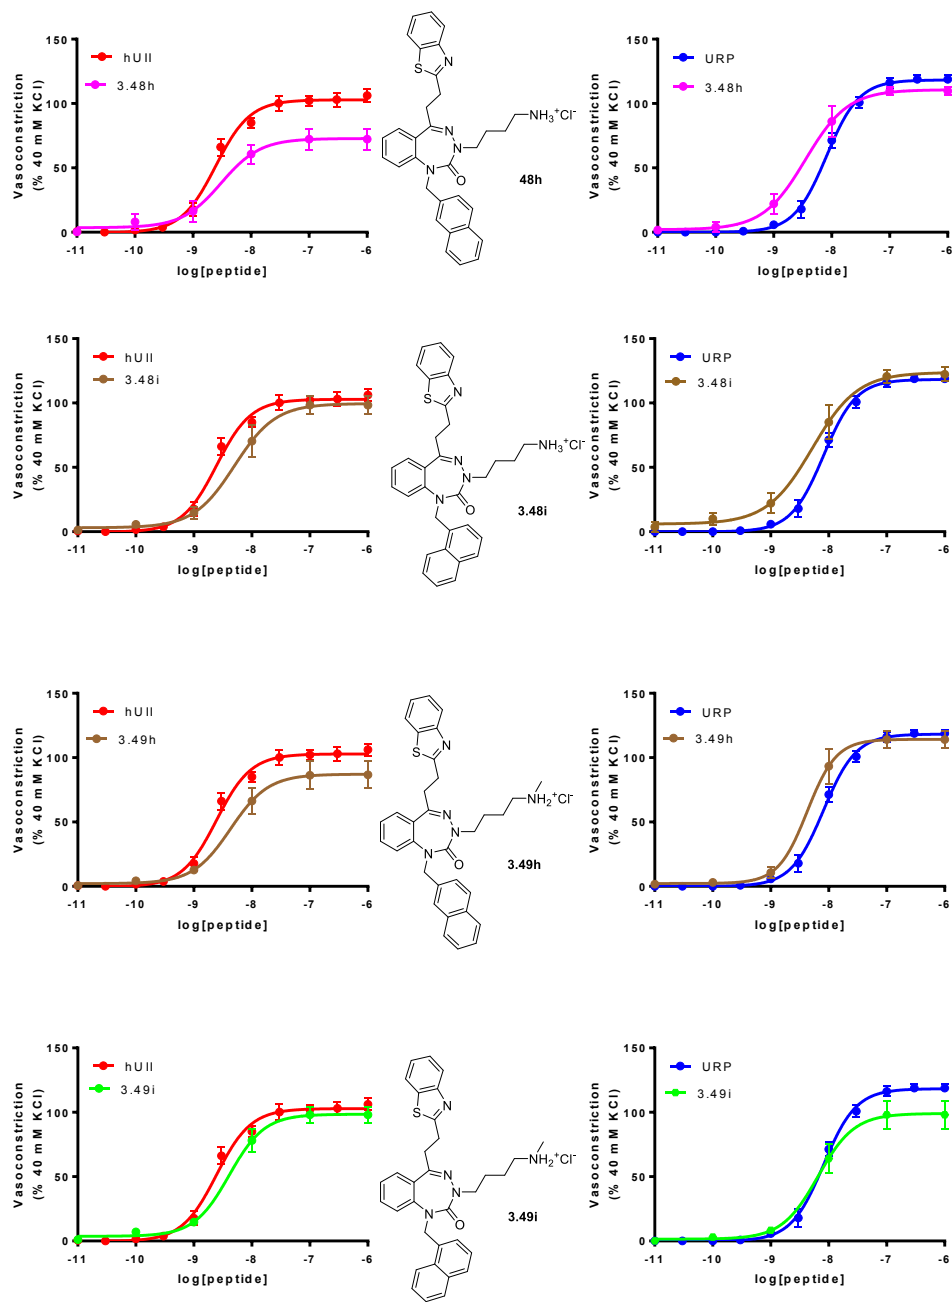 Vasoconstriction
(% 40 mM KCl)
150
100
50
0
-11 -10 -9 -8 -7 -6
log[peptide]
hUII
3.48h
S N
N
N
N
O
NH3+Cl-
48h
Vasoconstriction
(% 40 mM KCl)
150
100
50
0
-11 -10 -9 -8 -7 -6
log[peptide]
URP
3.48h
Vasoconstriction
(% 40 mM KCl)
150
100
50
0
-11 -10 -9 -8 -7 -6
log[peptide]
hUII
3.48i
S N
N
N
N
O
NH3+Cl-
3.48i
Vasoconstriction
(% 40 mM KCl)
150
100
50
0
-11 -10 -9 -8 -7 -6
log[peptide]
URP
3.48i
Vasoconstriction
(% 40 mM KCl)
150
100
50
0
-11 -10 -9 -8 -7 -6
log[peptide]
hUII
3.49h
S N
N
N
N
O
NH2+Cl-
3.49h
Vasoconstriction
(% 40 mM KCl)
150
100
50
0
-11 -10 -9 -8 -7 -6
log[peptide]
URP
3.49h
Vasoconstriction
(% 40 mM KCl)
150
100
50
0
-11 -10 -9 -8 -7 -6
log[peptide]
hUII
3.49i
S N
N
N
N
O
NH2+Cl-
3.49i
Vasoconstriction
(% 40 mM KCl)
150
100
50
0
-11 -10 -9 -8 -7 -6
log[peptide]
URP
3.49i